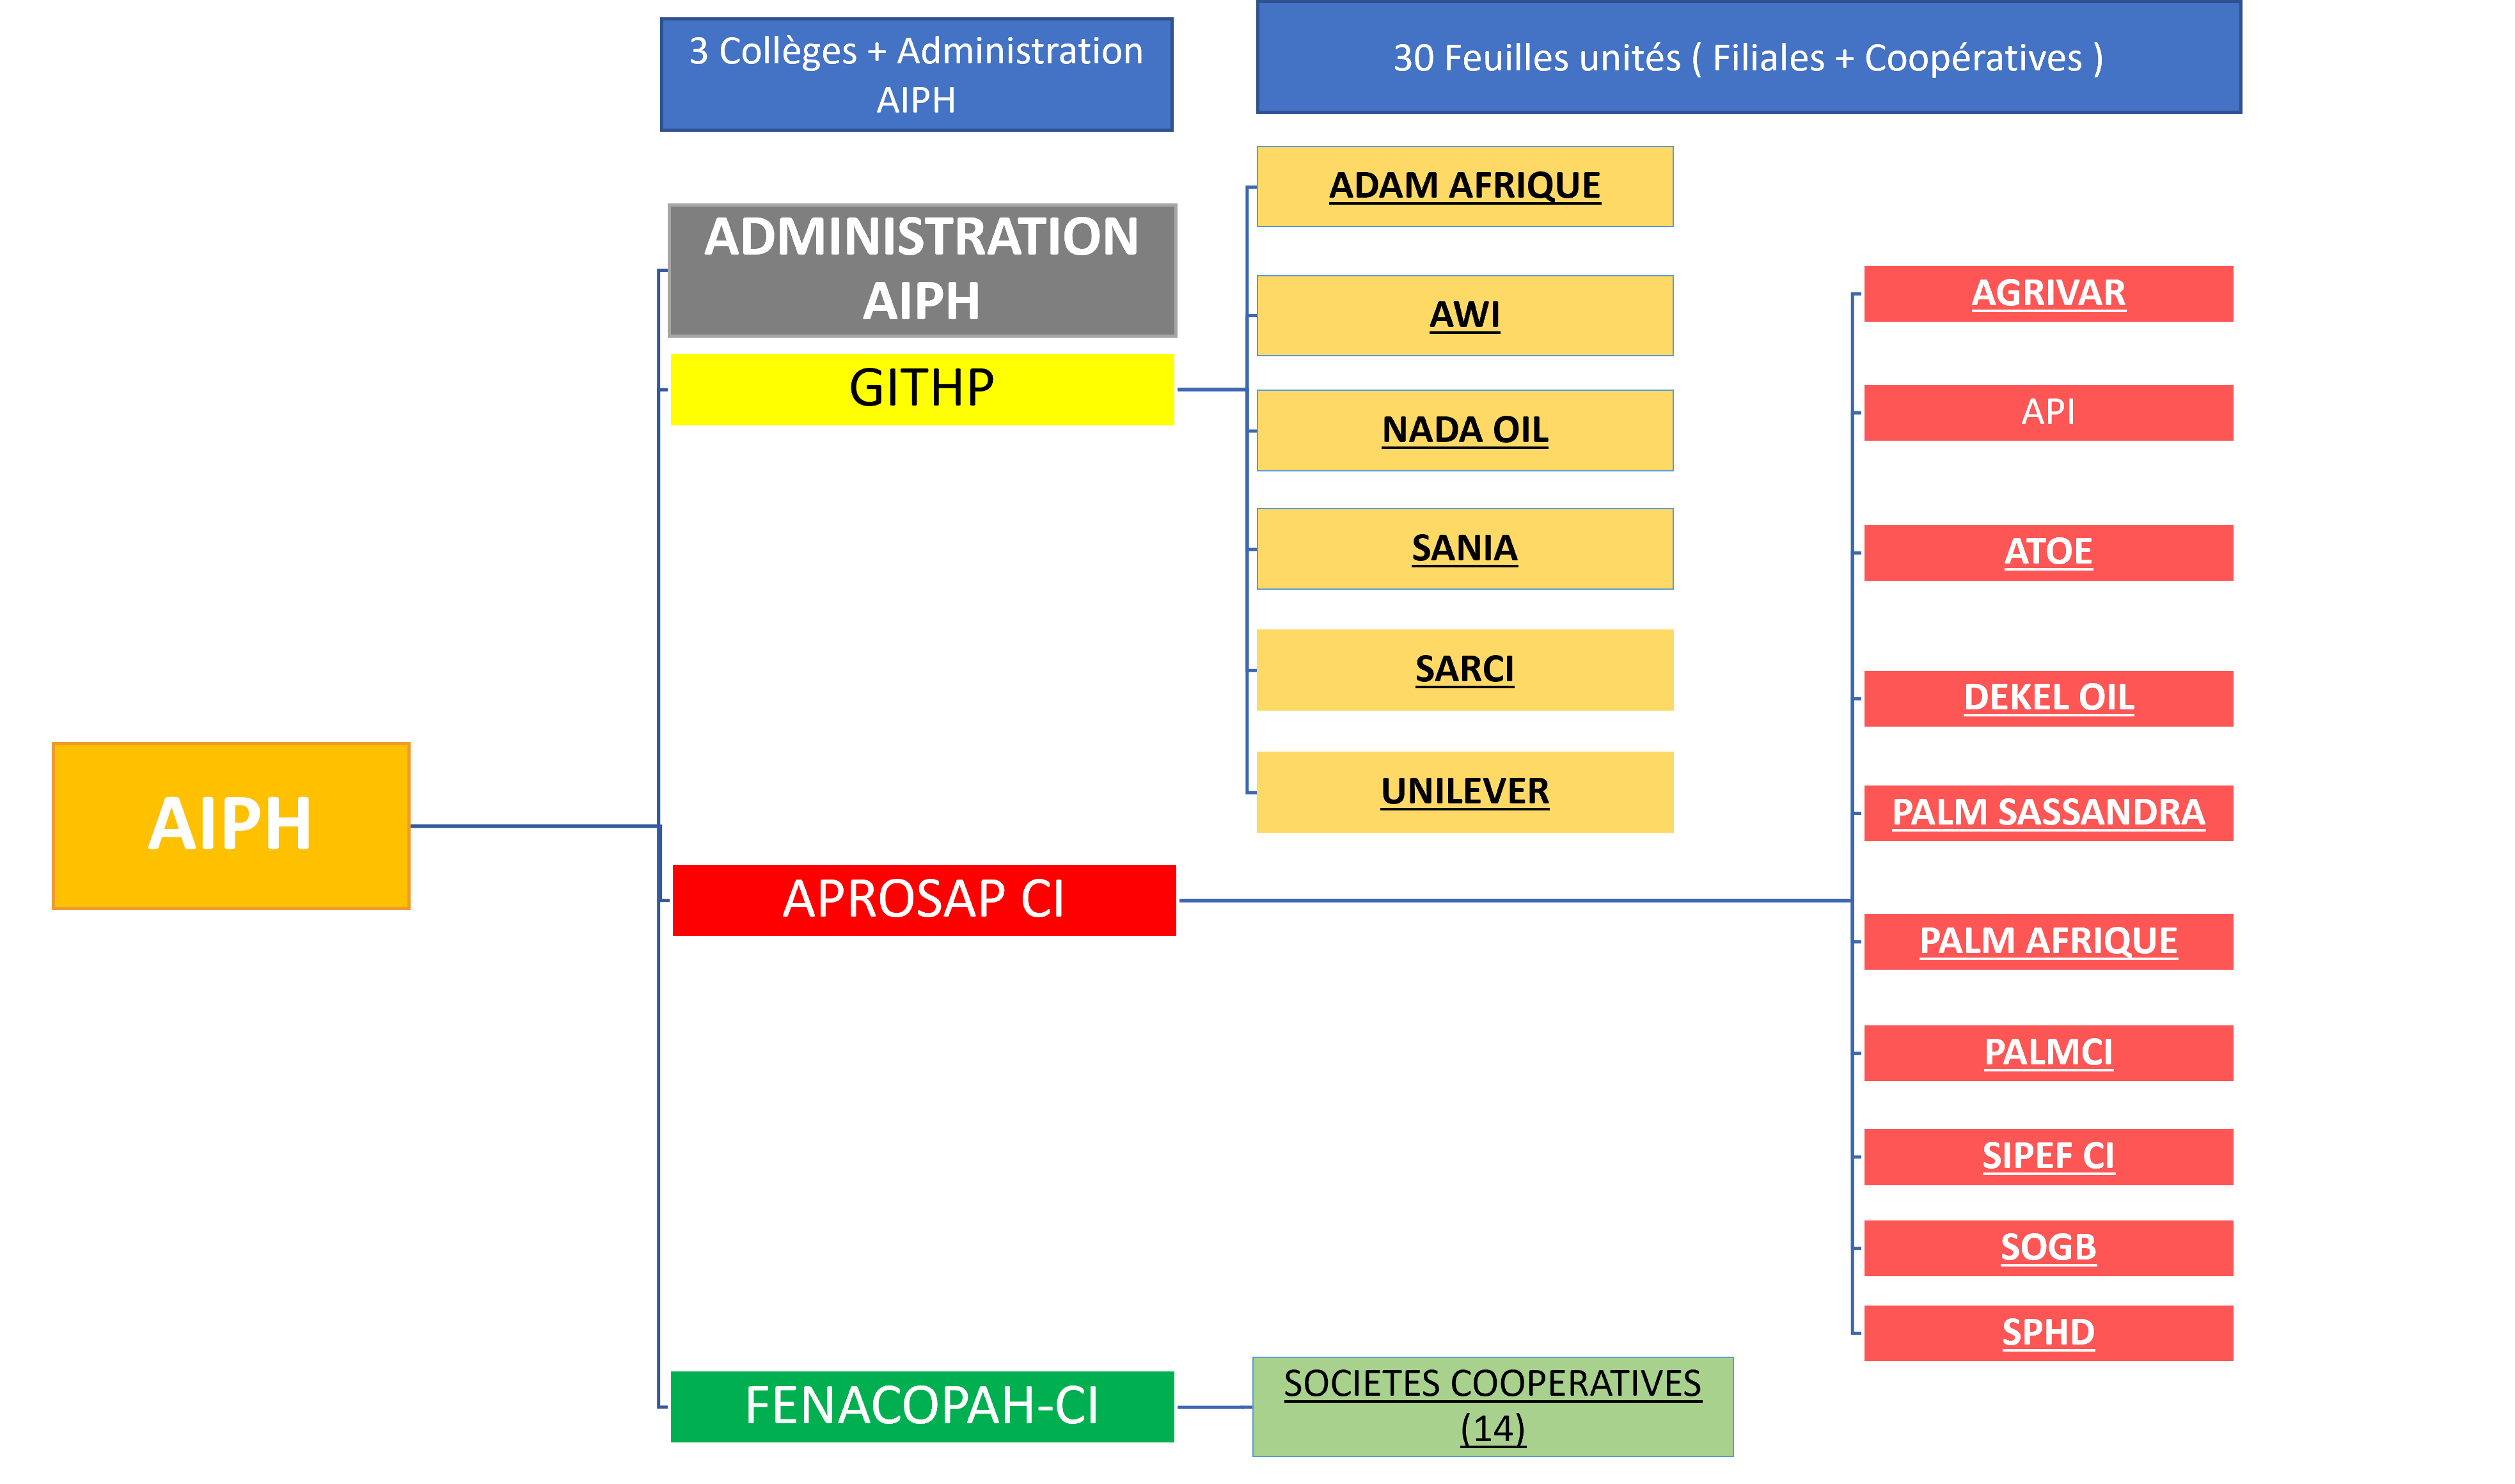 3 Collèges + Administration
AIPH
30 Feuilles unités ( Filiales + Coopératives )
AIPH
ADMINISTRATION
AIPH
GITHP
APROSAP CI
FENACOPAH-CI
ADAM AFRIQUE
AWI
NADA OIL
SANIA
SARCI
UNILEVER
SOCIETES COOPERATIVES
(14)
AGRIVAR
API
ATOE
DEKEL OIL
PALM SASSANDRA
PALM AFRIQUE
PALMCI
SIPEF CI
SOGB
SPHD